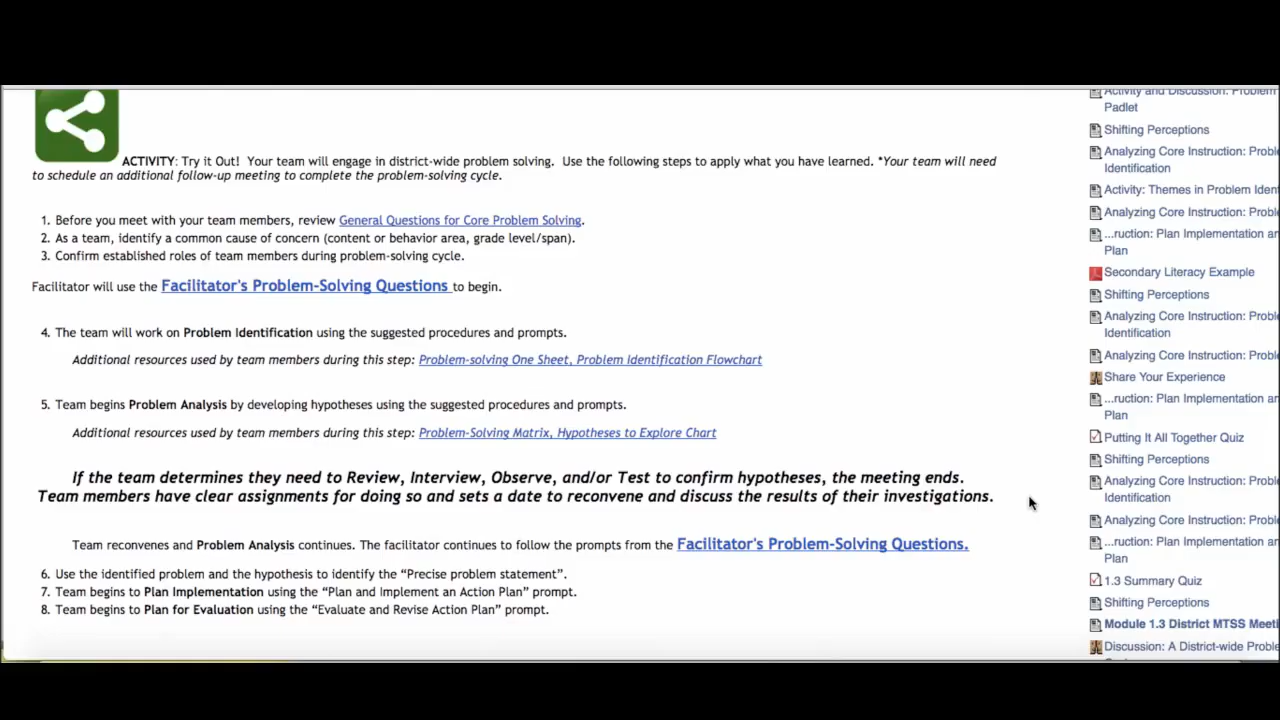 ACTIVITY: Try it Out!  Your team will engage in district-wide problem solving.  Use the following steps to apply what you have learned. *Your team will need
to schedule an additional follow-up meeting to complete the problem-solving cycle.
1. Before you meet with your team members, review General Questions for Core Problem Solving.
2. As a team, identify a common cause of concern (content or behavior area, grade level/span).
3. Confirm established roles of team members during problem-solving cycle.
Facilitator will use the Facilitator's Problem-Solving Questions to begin.
4. The team will work on Problem Identification using the suggested procedures and prompts.
Additional resources used by team members during this step: Problem-solving One Sheet, Problem Identification Flowchart
5. Team begins Problem Analysis by developing hypotheses using the suggested procedures and prompts.
Additional resources used by team members during this step: Problem-Solving Matrix, Hypotheses to Explore Chart
If the team determines they need to Review, Interview, Observe, and/or Test to confirm hypotheses, the meeting ends.
Team members have clear assignments for doing so and sets a date to reconvene and discuss the results of their investigations.
Team reconvenes and Problem Analysis continues. The facilitator continues to follow the prompts from the Facilitator's Problem-Solving Questions.
6. Use the identified problem and the hypothesis to identify the “Precise problem statement”.
7. Team begins to Plan Implementation using the “Plan and Implement an Action Plan” prompt.
8. Team begins to Plan for Evaluation using the “Evaluate and Revise Action Plan” prompt.
Activity and Discussion: Problem
Padlet
Shifting Perceptions
Analyzing Core Instruction: Probl
Identification
Activity: Themes in Problem Iden
Analyzing Core Instruction: Probl
...ruction: Plan Implementation an
Plan
Secondary Literacy Example
Shifting Perceptions
Analyzing Core Instruction: Probl
Identification
Analyzing Core Instruction: Probl
Share Your Experience
...ruction: Plan Implementation an
Plan
Putting It All Together Quiz
Shifting Perceptions
Analyzing Core Instruction: Probl
Identification
Analyzing Core Instruction: Probl
...ruction: Plan Implementation an
Plan
1.3 Summary Quiz
Shifting Perceptions
Module 1.3 District MTSS Meeti
Discussion: A District-wide Proble